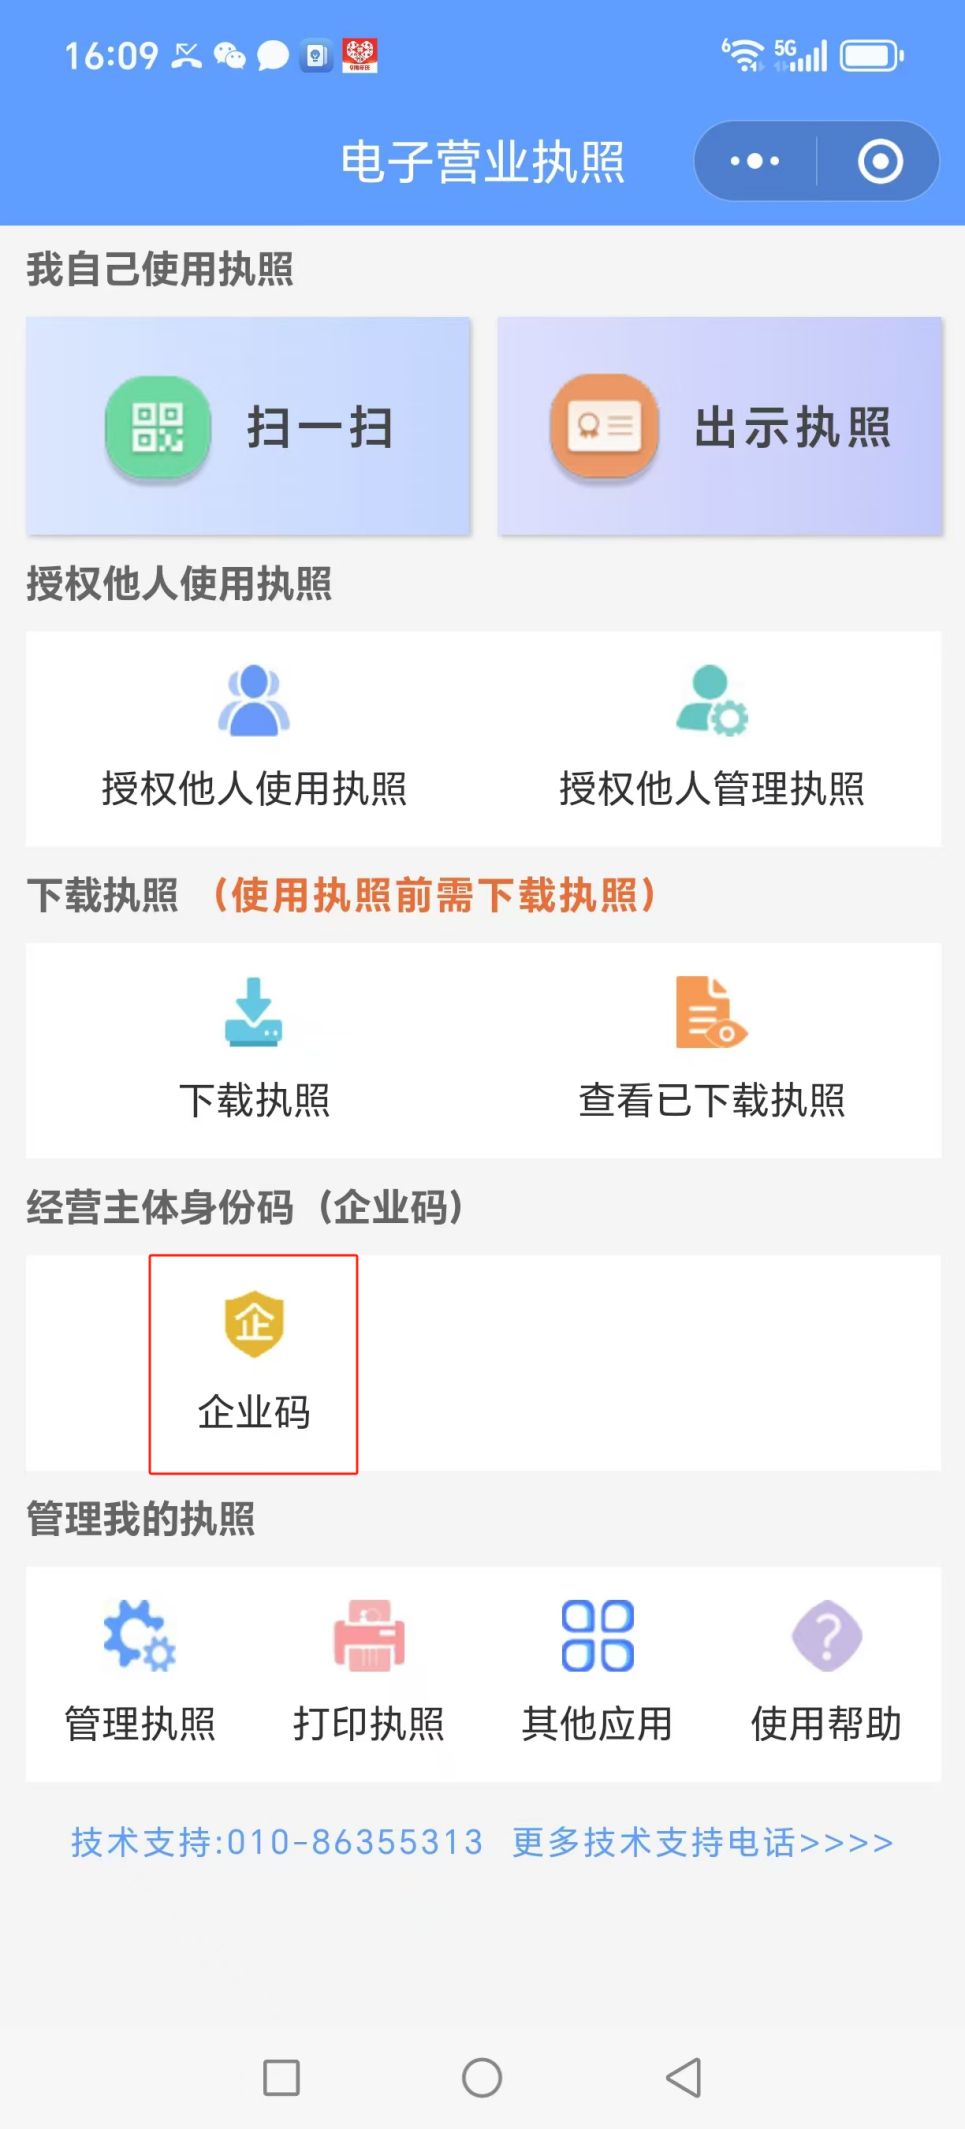 16:09
6 5G
电子营业执照
我自己使用执照
扫一扫 出示执照
授权他人使用执照
授权他人使用执照 授权他人管理执照
下载执照 （使用执照前需下载执照）
下载执照 查看已下载执照
经营主体身份码（企业码）
企
企业码
管理我的执照
管理执照 打印执照 其他应用 使用帮助
技术支持:010-86355313 更多技术支持电话>>>>